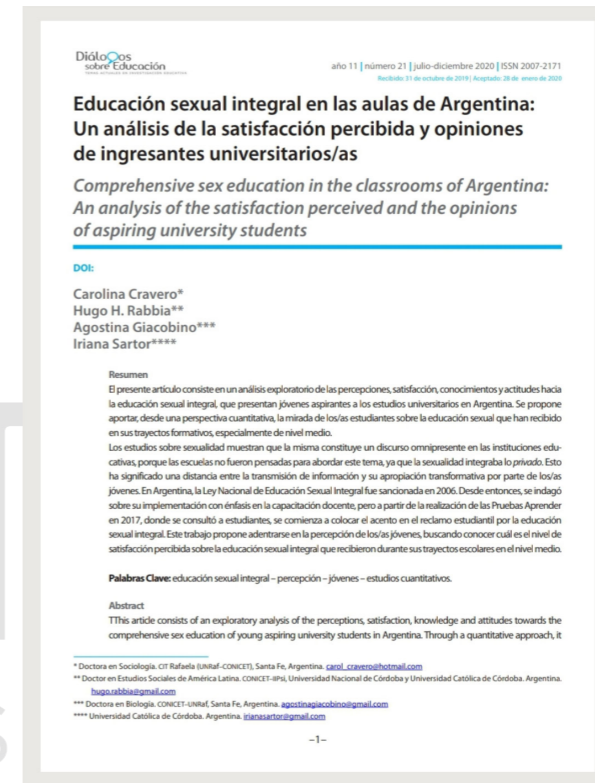 Diálogos
sobre Educación
TEMAS ACTUALES EN INVESTIGACIÓN EDUCATIVA
año 11 | número 21 | julio-diciembre 2020 | ISSN 2007-2171
Recibido: 31 de octubre de 2019 | Aceptado: 28 de enero de 2020
Educación sexual integral en las aulas de Argentina:
Un análisis de la satisfacción percibida y opiniones
de ingresantes universitarios/as
Comprehensive sex education in the classrooms of Argentina:
An analysis of the satisfaction perceived and the opinions
of aspiring university students
DOI:
Carolina Cravero*
Hugo H. Rabbia**
Agostina Giacobino***
Iriana Sartor****
Resumen
El presente artículo consiste en un análisis exploratorio de las percepciones, satisfacción, conocimientos y actitudes hacia
la educación sexual integral, que presentan jóvenes aspirantes a los estudios universitarios en Argentina. Se propone
aportar, desde una perspectiva cuantitativa, la mirada de los/as estudiantes sobre la educación sexual que han recibido
en sus trayectos formativos, especialmente de nivel medio.
Los estudios sobre sexualidad muestran que la misma constituye un discurso omnipresente en las instituciones edu-
cativas, porque las escuelas no fueron pensadas para abordar este tema, ya que la sexualidad integraba lo privado. Esto
ha significado una distancia entre la transmisión de información y su apropiación transformativa por parte de los/as
jóvenes. En Argentina, la Ley Nacional de Educación Sexual Integral fue sancionada en 2006. Desde entonces, se indagó
sobre su implementación con énfasis en la capacitación docente, pero a partir de la realización de las Pruebas Aprender
en 2017, donde se consultó a estudiantes, se comienza a colocar el acento en el reclamo estudiantil por la educación
sexual integral. Este trabajo propone adentrarse en la percepción de los/as jóvenes, buscando conocer cuál es el nivel de
satisfacción percibida sobre la educación sexual integral que recibieron durante sus trayectos escolares en el nivel medio.
Palabras Clave: educación sexual integral – percepción – jóvenes – estudios cuantitativos.
Abstract
TThis article consists of an exploratory analysis of the perceptions, satisfaction, knowledge and attitudes towards the
comprehensive sex education of young aspiring university students in Argentina. Through a quantitative approach, it
* Doctora en Sociología. CIT Rafaela (UNRaf-CONICET), Santa Fe, Argentina. carol_cravero@hotmail.com
** Doctor en Estudios Sociales de América Latina. CONICET-IIPsi, Universidad Nacional de Córdoba y Universidad Católica de Córdoba. Argentina.
hugo.rabbia@gmail.com
*** Doctora en Biología. CONICET-UNRaf, Santa Fe, Argentina. agostinagiacobino@gmail.com
**** Universidad Católica de Córdoba. Argentina. irianasartor@gmail.com
–1–